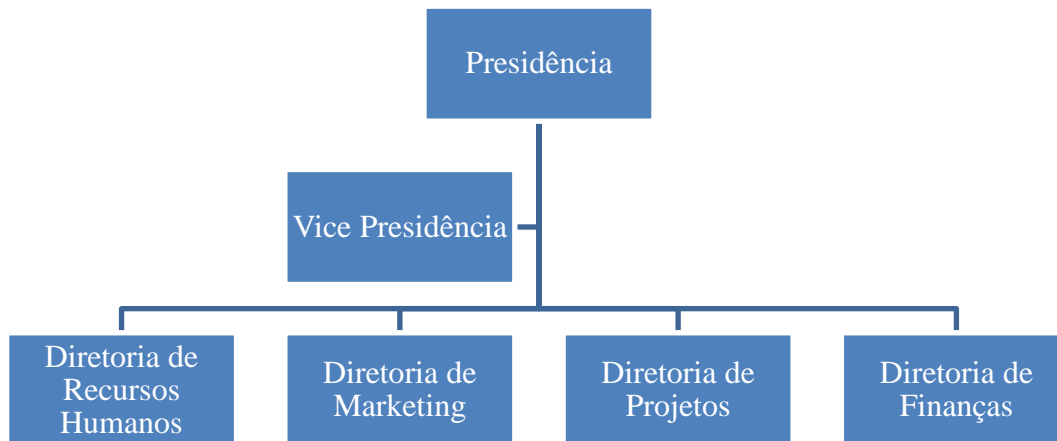 Presidência
Vice Presidência
Diretoria de
Recursos
Humanos
Diretoria de
Marketing
Diretoria de
Projetos
Diretoria de
Finanças